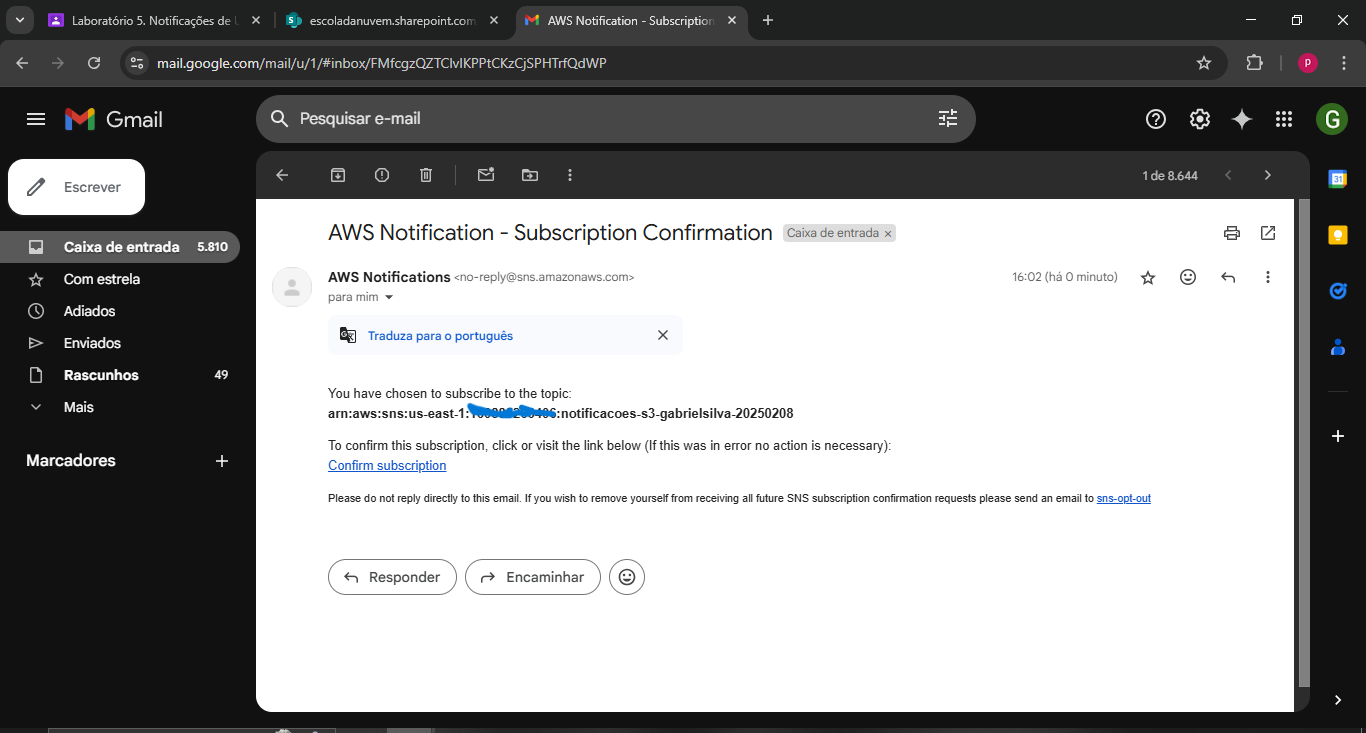 Laboratório 5. Notificações de
escoladanuvem.sharepoint.com
AWS Notification - Subscription
mail.google.com/mail/u/1/#inbox/FMfcgzQZTClvlKPPtCKzCjSPHTrfQdWP
P
Gmail
Pesquisar e-mail
G
Escrever
1 de 8.644
31
Caixa de entrada 5.810
Com estrela
Adiados
Enviados
Rascunhos 49
Mais
Marcadores
AWS Notification - Subscription Confirmation Caixa de entrada
AWS Notifications <no-reply@sns.amazonaws.com> 16:02 (há 0 minuto)
para mim
Traduza para o português
You have chosen to subscribe to the topic:
arn:aws:sns:us-east-1: :notificacoes-s3-gabrielsilva-20250208
To confirm this subscription, click or visit the link below (If this was in error no action is necessary):
Confirm subscription
Please do not reply directly to this email. If you wish to remove yourself from receiving all future SNS subscription confirmation requests please send an email to sns-opt-out
Responder
Encaminhar